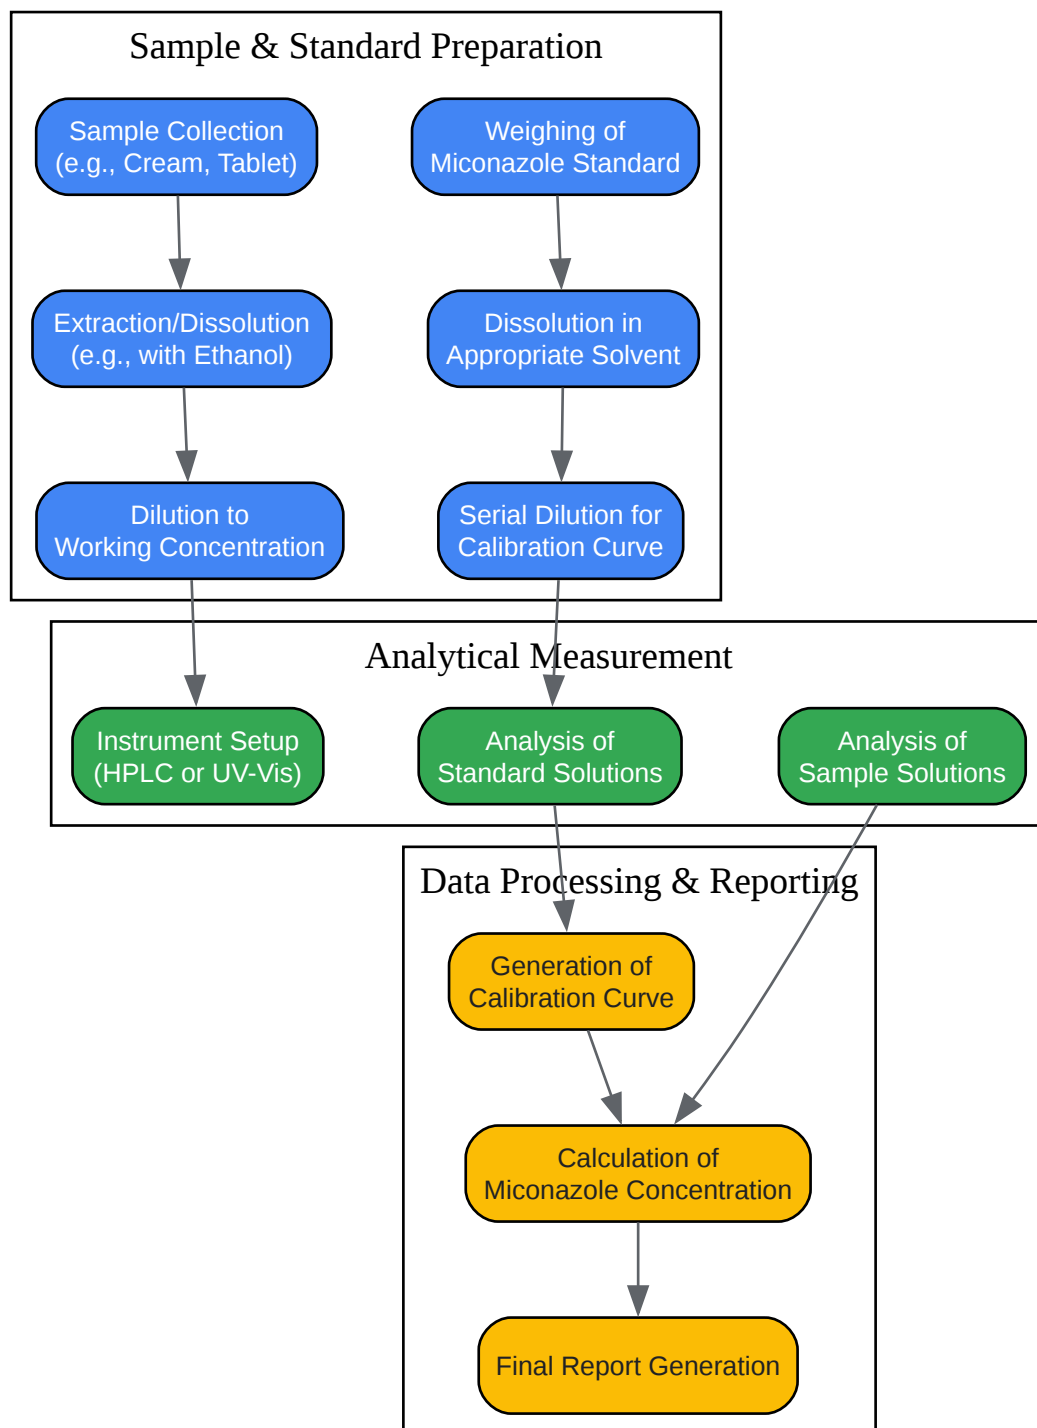 Sample & Standard Preparation
Sample Collection
(e.g., Cream, Tablet)
Weighing of
Miconazole Standard
Extraction/Dissolution
(e.g., with Ethanol)
Dissolution in
Appropriate Solvent
Dilution to
Working Concentration
Serial Dilution for
Calibration Curve
Analytical Measurement
Instrument Setup
(HPLC or UV-Vis)
Analysis of
Standard Solutions
Analysis of
Sample Solutions
Data Processing & Reporting
Generation of
Calibration Curve
Calculation of
Miconazole Concentration
Final Report Generation